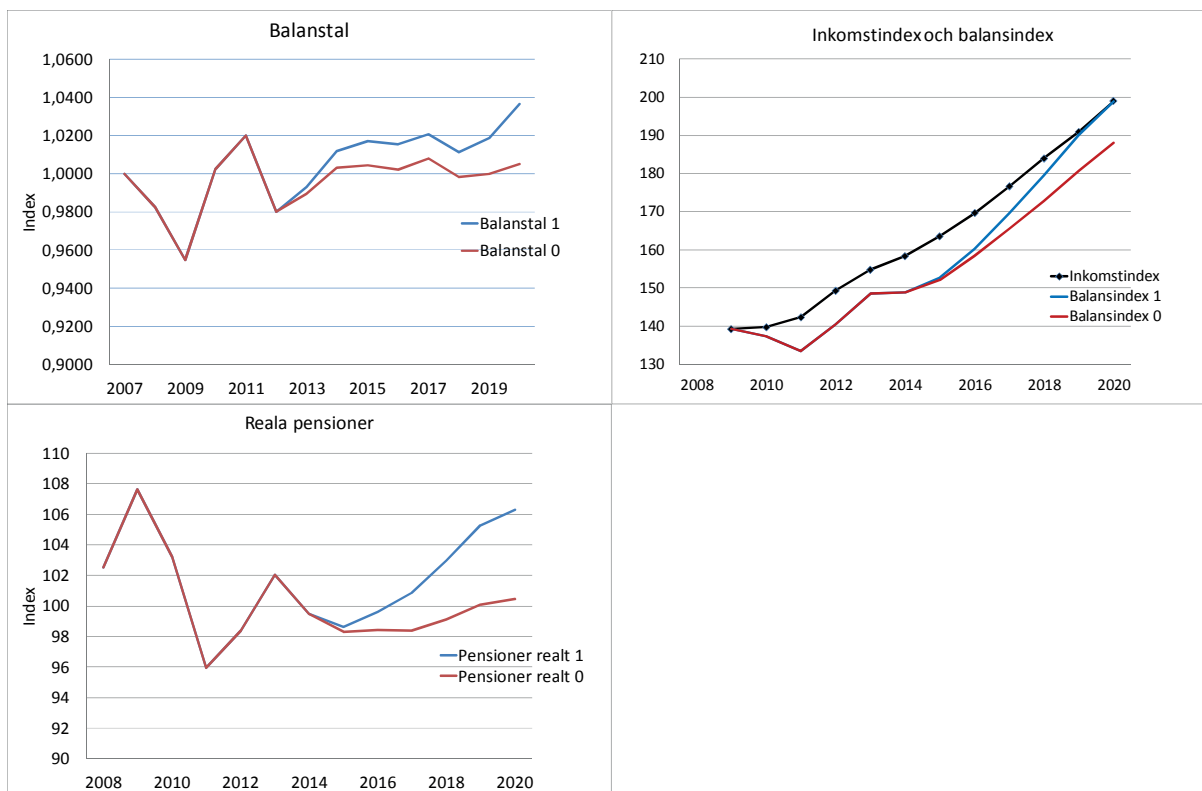 Balanstal
1,0600
1,0400
1,0200
1,0000
0,9800
0,9600
0,9400
0,9200
0,9000
Index
Balanstal 1
Balanstal 0
2007 2009 2011 2013 2015 2017 2019
Inkomstindex och balansindex
210
200
190
180
170
160
150
140
130
Inkomstindex
Balansindex 1
Balansindex 0
2008 2010 2012 2014 2016 2018 2020
Reala pensioner
110
108
106
104
102
100
98
96
94
92
90
Index
Pensioner realt 1
Pensioner realt 0
2008 2010 2012 2014 2016 2018 2020